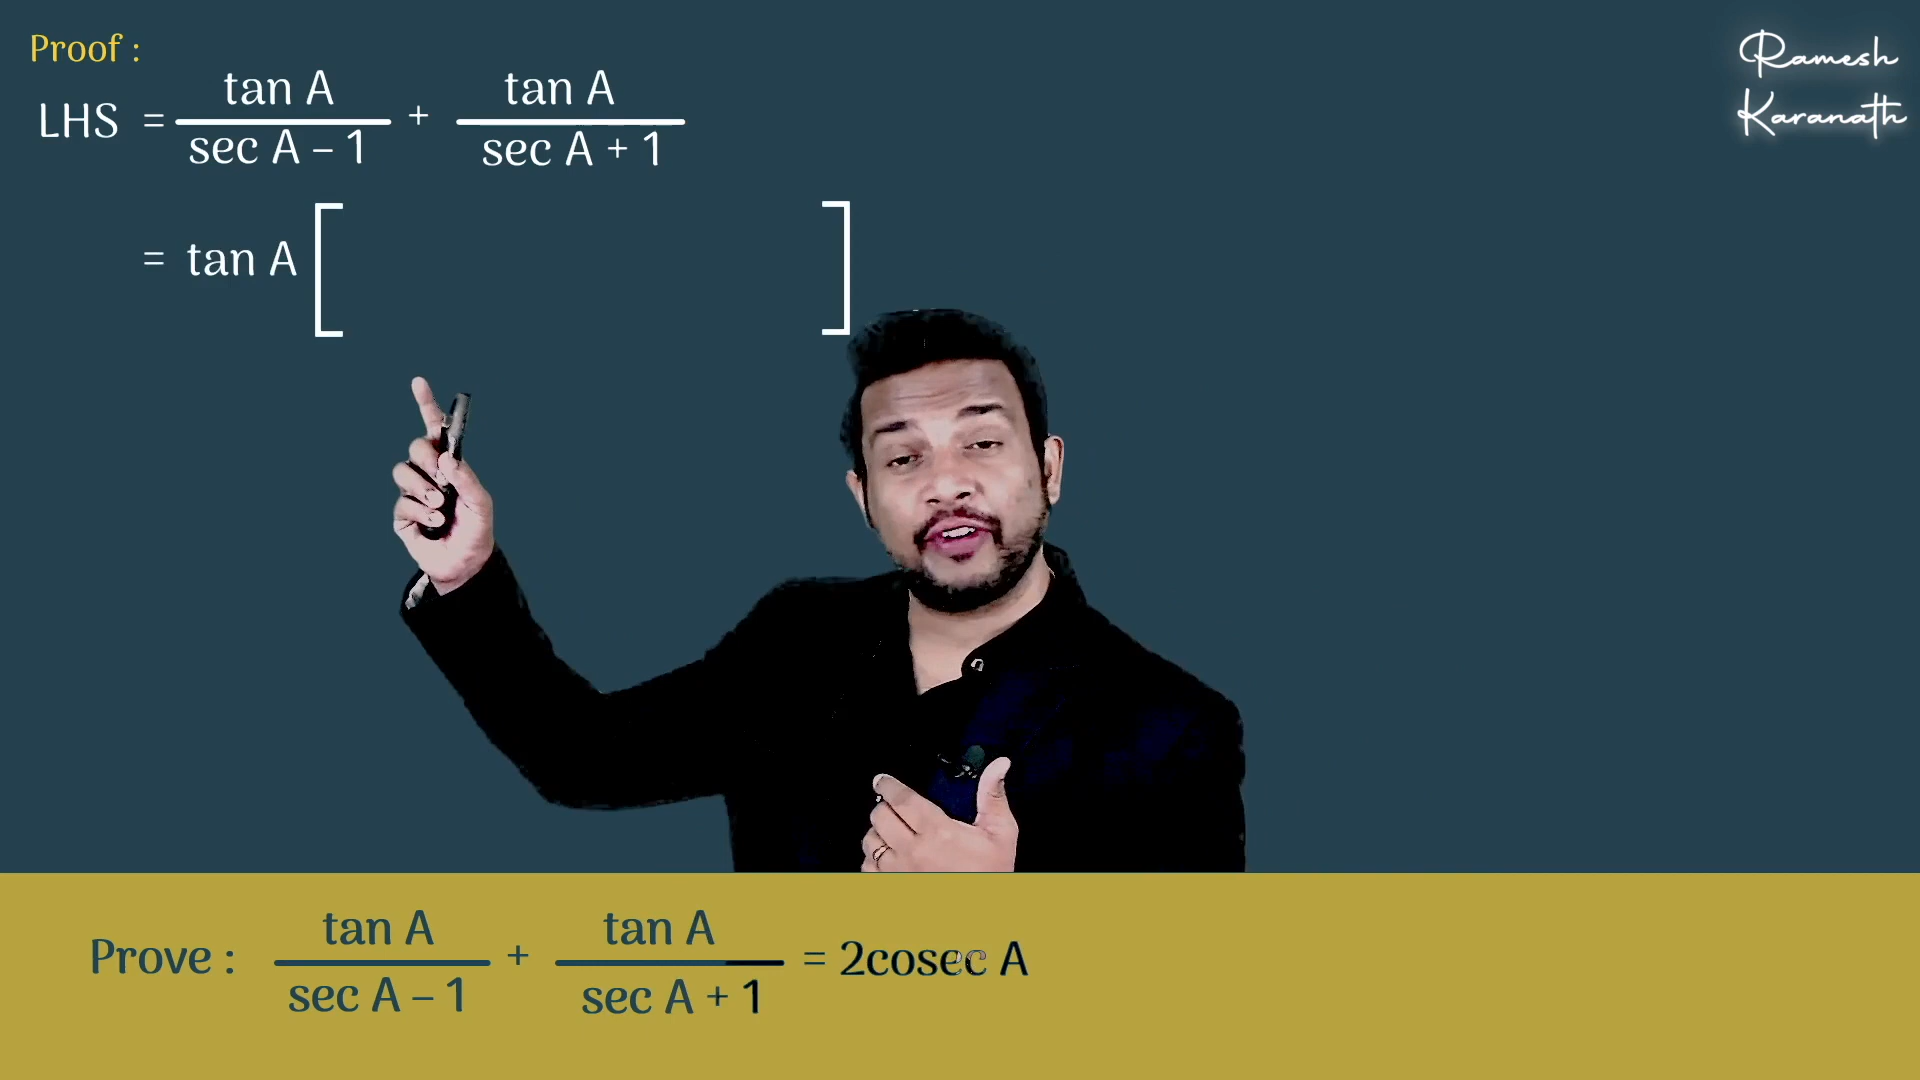 Proof :
LHS = tan A / sec A – 1 + tan A / sec A + 1
= tan A [ ]
Ramesh
Karanath
Prove : tan A / sec A – 1 + tan A / sec A + 1 = 2cosec A